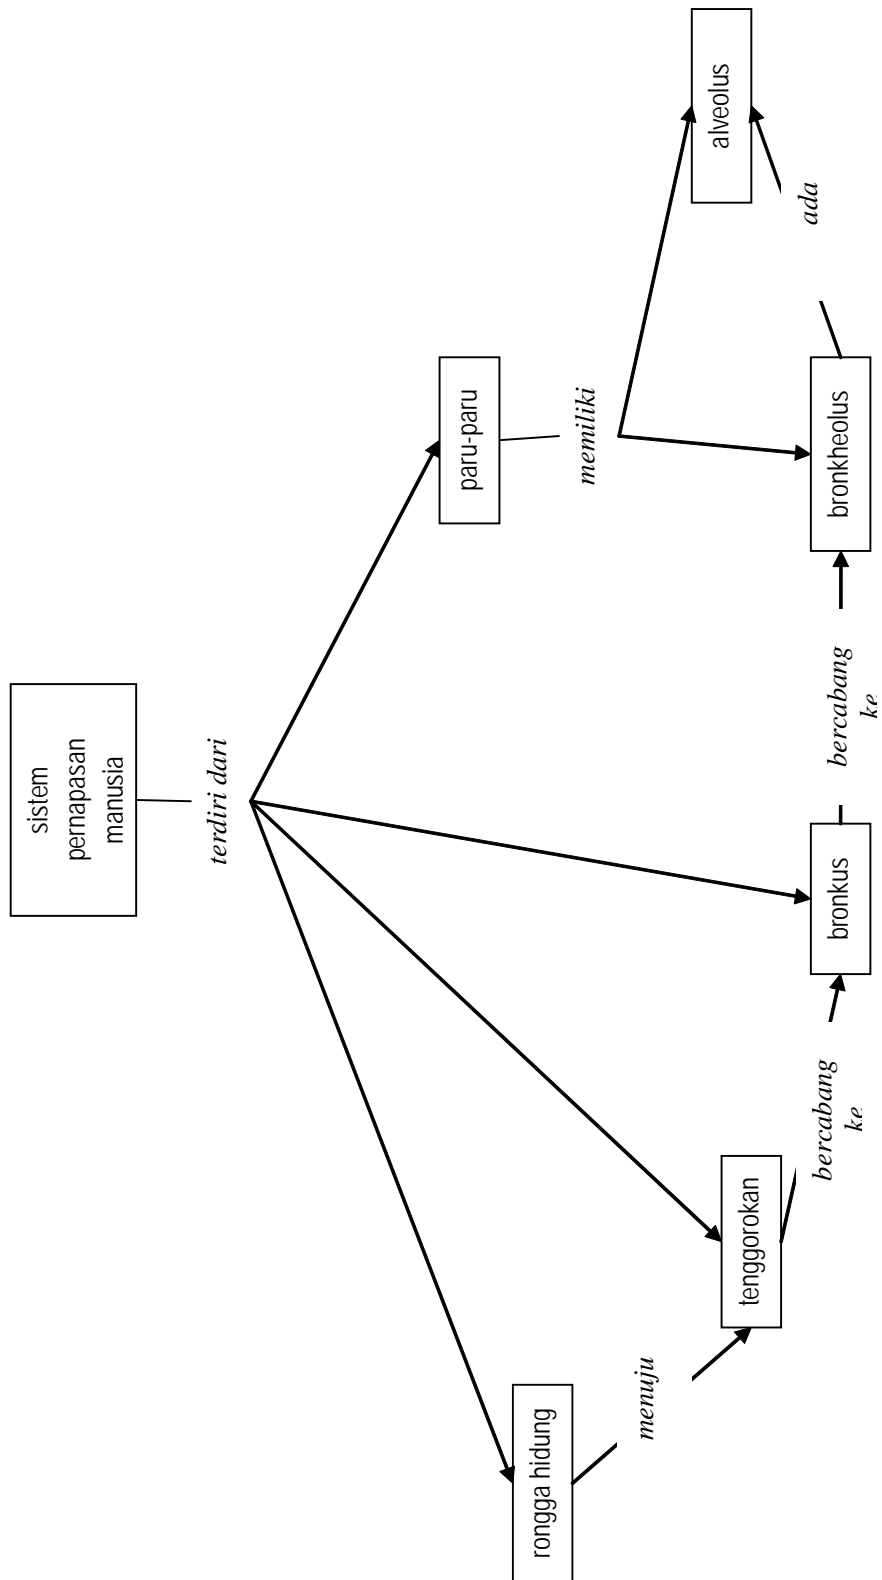 sistem
pernapasan
manusia
terdiri dari
rongga hidung
menuju
tenggorokan
bercabang
ke
bronkus
bercabang
ke
bronkheolus
paru-paru
memiliki
ada
alveolus